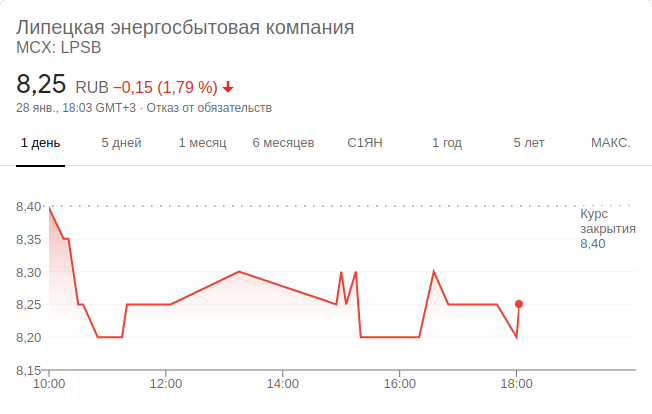 Липецкая энергосбытовая компания
MCX: LPSB
8,25 RUB −0,15 (1,79 %)
28 янв., 18:03 GMT+3 · Отказ от обязательств
1 день 5 дней 1 месяц 6 месяцев С1ЯН 1 год 5 лет МАКС.
8,40
Курс
закрытия
8,40
8,35
8,30
8,25
8,20
8,15
10:00 12:00 14:00 16:00 18:00